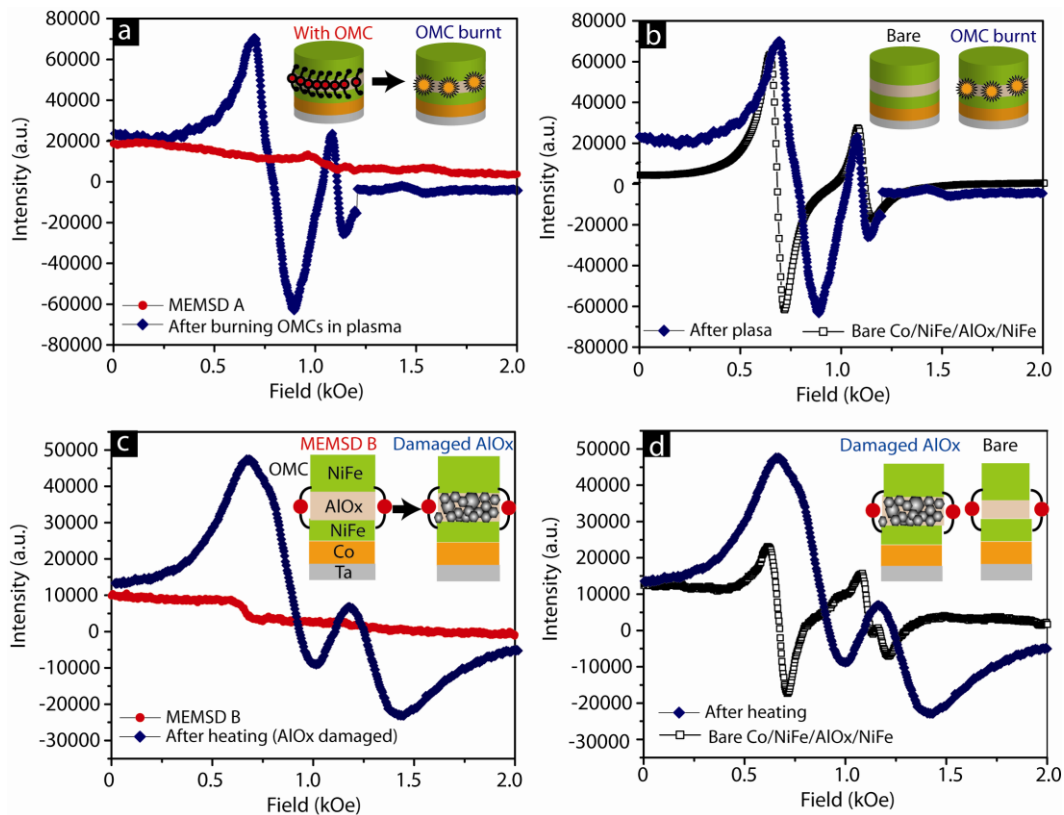 a
With OMC
OMC burnt
80000
60000
40000
20000
0
-20000
-40000
-60000
-80000
Intensity (a.u.)
MEMSD A
After burning OMCs in plasma
0 0.5 1.0 1.5 2.0
Field (kOe)
b
Bare
OMC burnt
80000
60000
40000
20000
0
-20000
-40000
-60000
-80000
Intensity (a.u.)
After plasa
Bare Co/NiFe/AlOx/NiFe
0 0.5 1.0 1.5 2.0
Field (kOe)
c
MEMSD B
Damaged AlOx
OMC
NiFe
AlOx
NiFe
Co
Ta
50000
40000
30000
20000
10000
0
-10000
-20000
-30000
Intensity (a.u.)
MEMSD B
After heating (AlOx damaged)
0 0.5 1.0 1.5 2.0
Field (kOe)
d
Damaged AlOx
Bare
50000
40000
30000
20000
10000
0
-10000
-20000
-30000
Intensity (a.u.)
After heating
Bare Co/NiFe/AlOx/NiFe
0 0.5 1.0 1.5 2.0
Field (kOe)